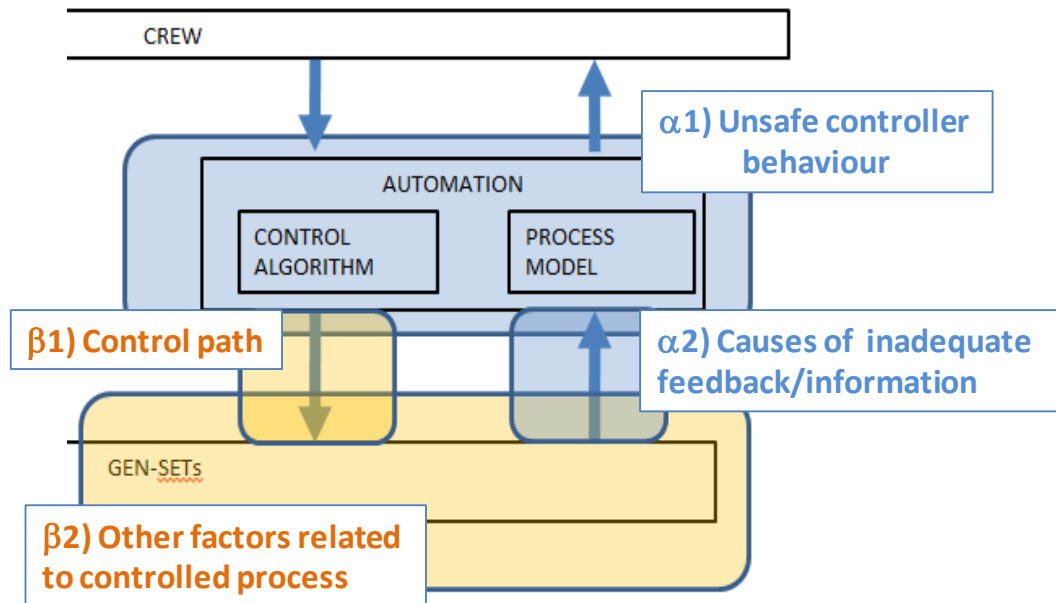 CREW
α1) Unsafe controller
behaviour
AUTOMATION
CONTROL
ALGORITHM
PROCESS
MODEL
β1) Control path
α2) Causes of inadequate
feedback/information
GEN-SETs
β2) Other factors related
to controlled process